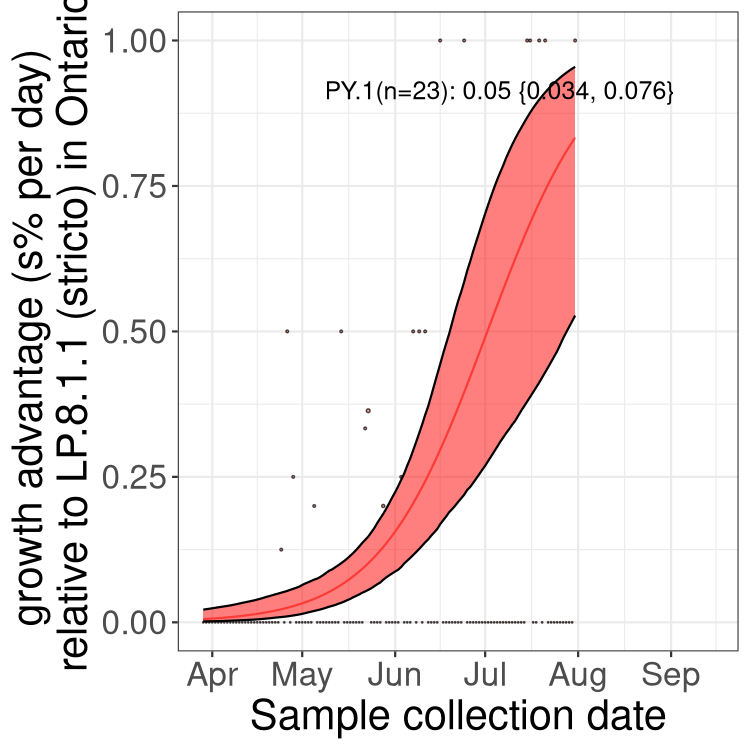 growth advantage (s% per day)
relative to LP.8.1.1 (stricto) in Ontario
1.00
0.75
0.50
0.25
0.00
PY.1(n=23): 0.05 {0.034, 0.076}
Apr May Jun Jul Aug Sep
Sample collection date